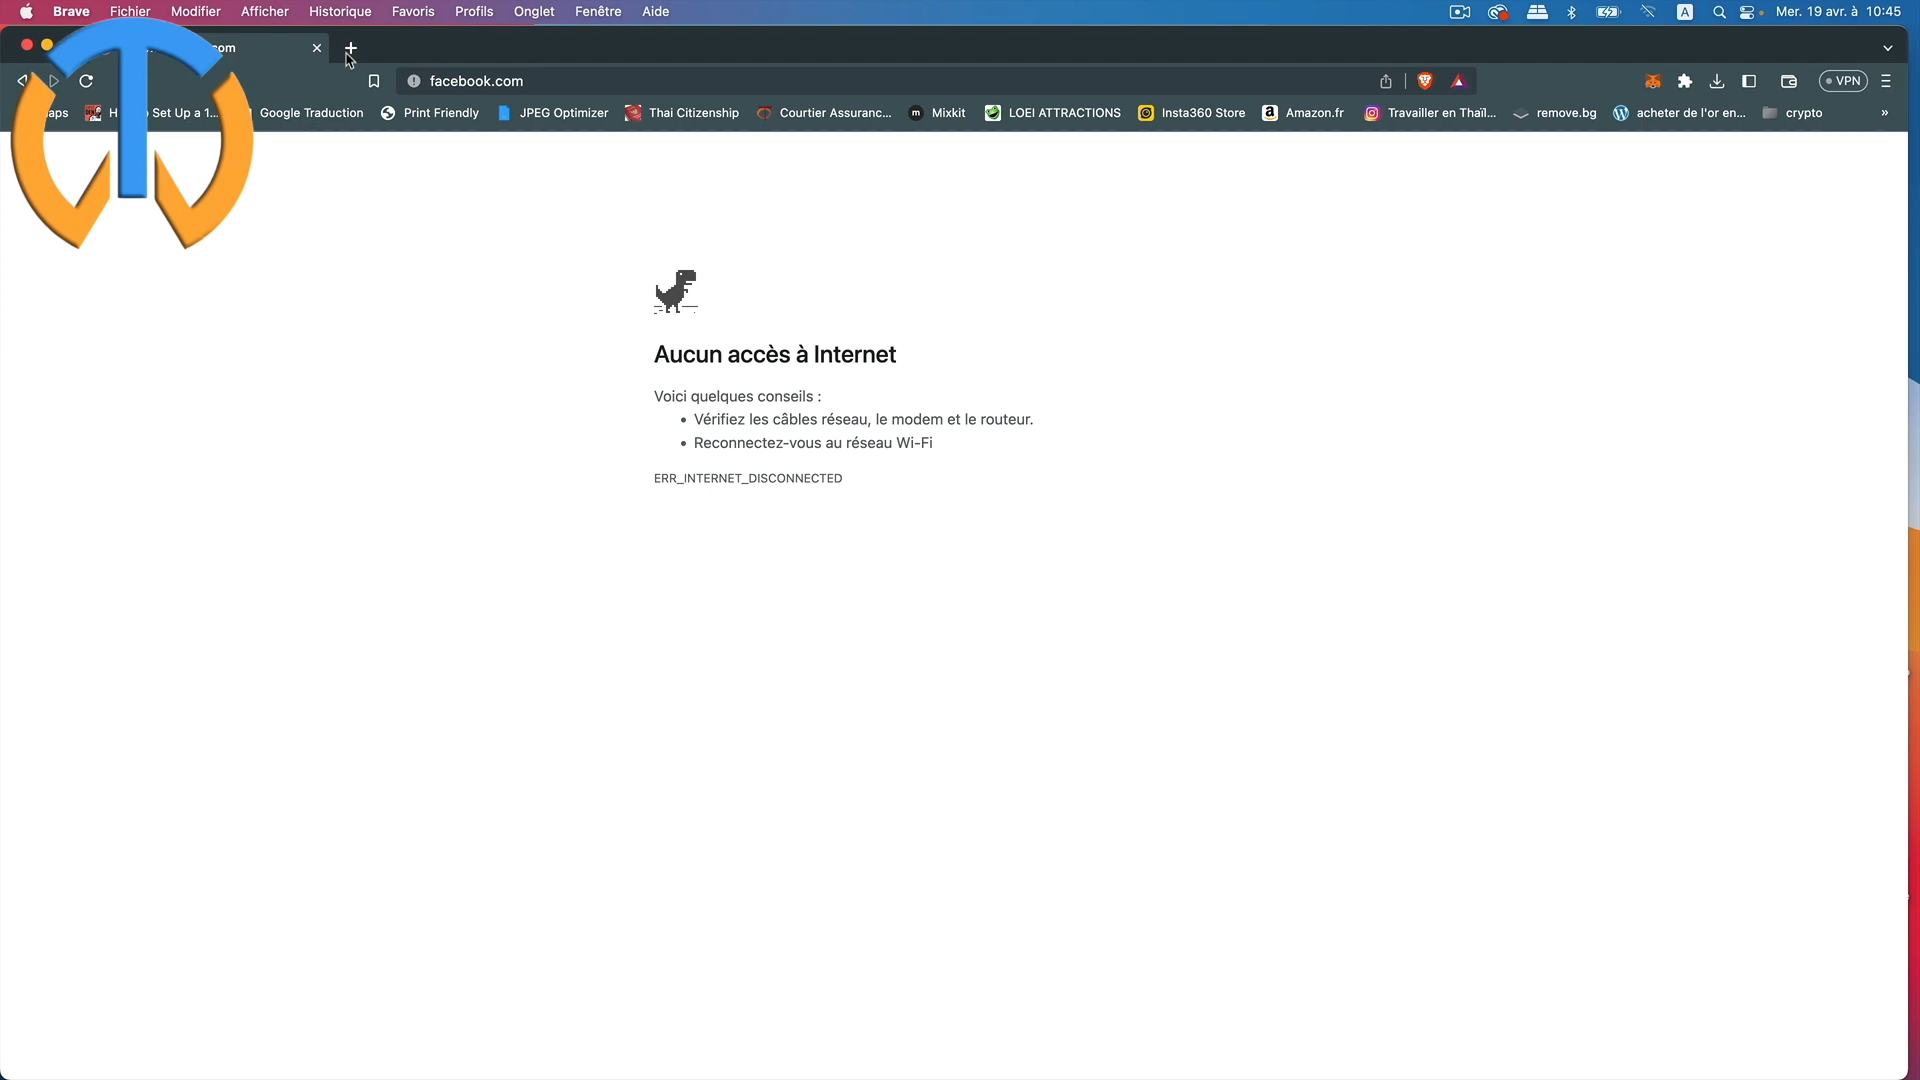 Brave Fichier Modifier Afficher Historique Favoris Profils Onglet Fenêtre Aide
A Mer. 19 avr. à 10:45
com
facebook.com
VPN
aps
Set Up a 1...
Google Traduction
Print Friendly
JPEG Optimizer
Thai Citizenship
Courtier Assuranc...
m Mixkit
LOEI ATTRACTIONS
Insta360 Store
a Amazon.fr
Travailler en Thaïl...
remove.bg
acheter de l'or en...
crypto
»
Aucun accès à Internet
Voici quelques conseils :
• Vérifiez les câbles réseau, le modem et le routeur.
• Reconnectez-vous au réseau Wi-Fi
ERR_INTERNET_DISCONNECTED